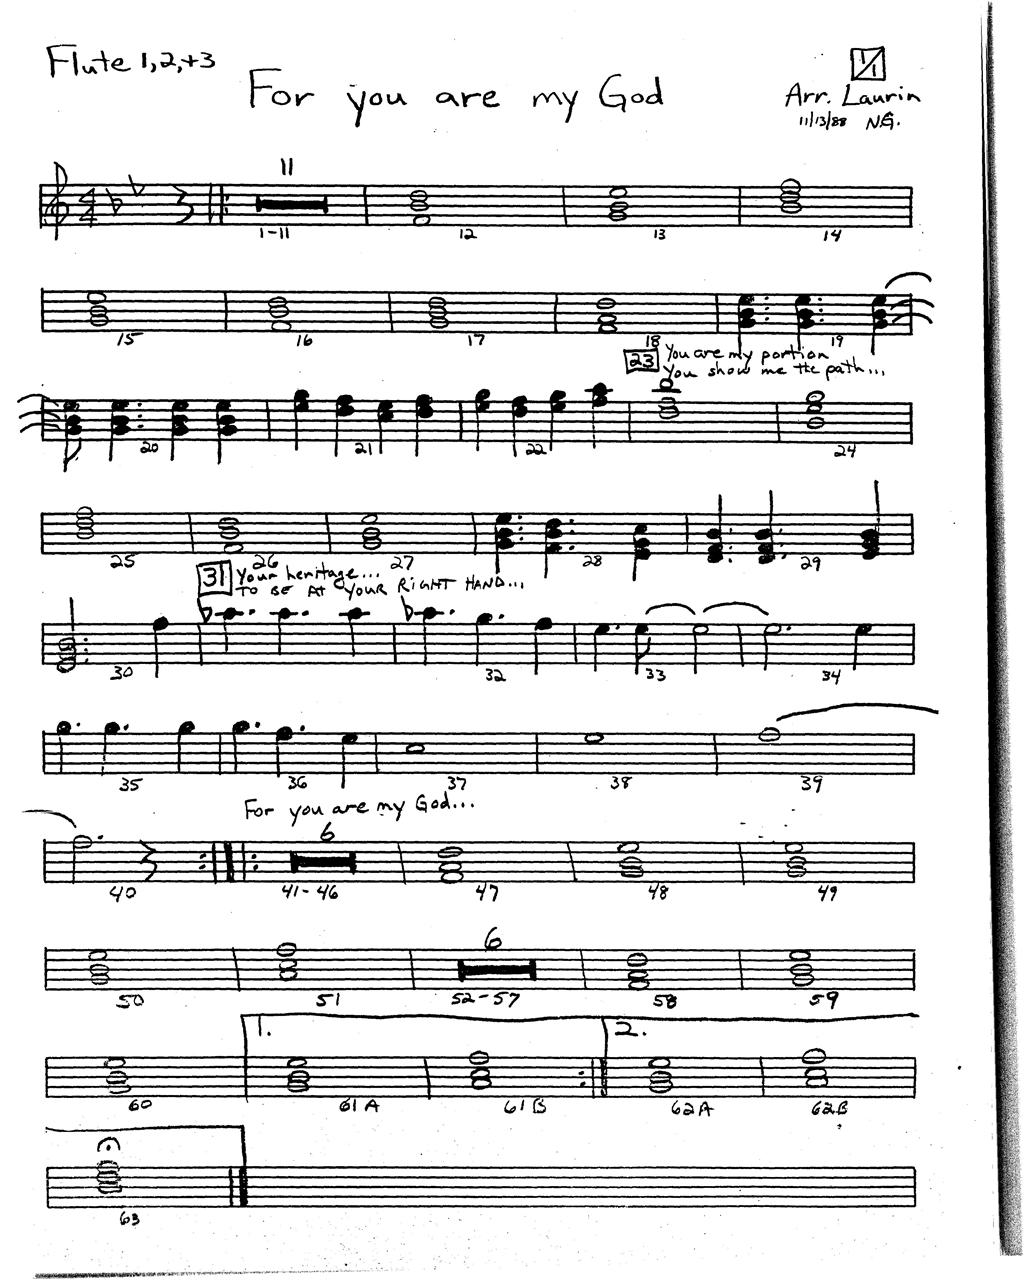 Flute 1,2,+3
1/1
For you are my God
Arr. Laurin
11/13/88 N.G.
11
4
4
1-11 12 13 14
15 16 17 18 19
23 You are my portion
You show me the path...
20 21 22 24
25 26 27 28 29
31 Your heritage...
TO BE AT YOUR RIGHT HAND...
30 32 33 34
35 36 37 38 39
For you are my God...
6
40 41-46 47 48 49
6
50 51 52-57 58 59
1. 2.
60 61A 61B 62A 62B
63